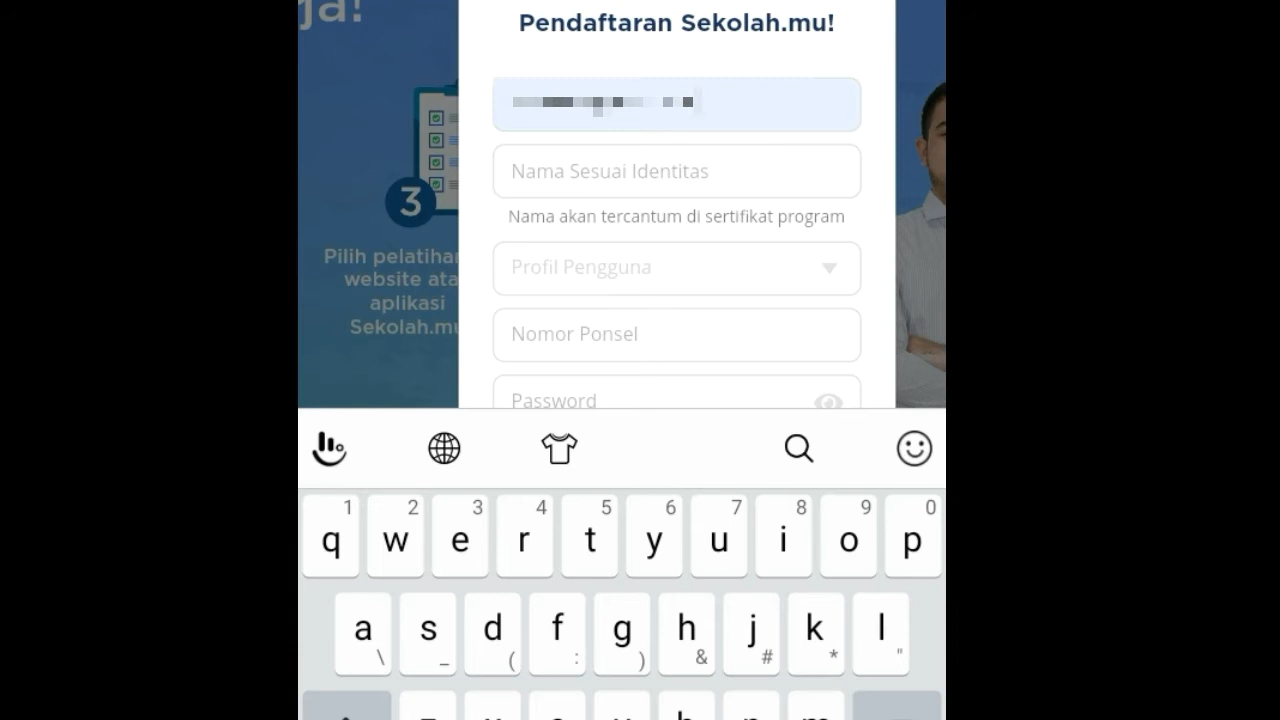 ja!
Pendaftaran Sekolah.mu!
Nama Sesuai Identitas
Nama akan tercantum di sertifikat program
Profil Pengguna
Nomor Ponsel
Password
3
Pilih pelatihan
website
aplikasi
Sekolah.mu
1 2 3 4 5 6 7 8 9 0
q w e r t y u i o p
a s d f g h j k l
\ _ ( : ) & # * "